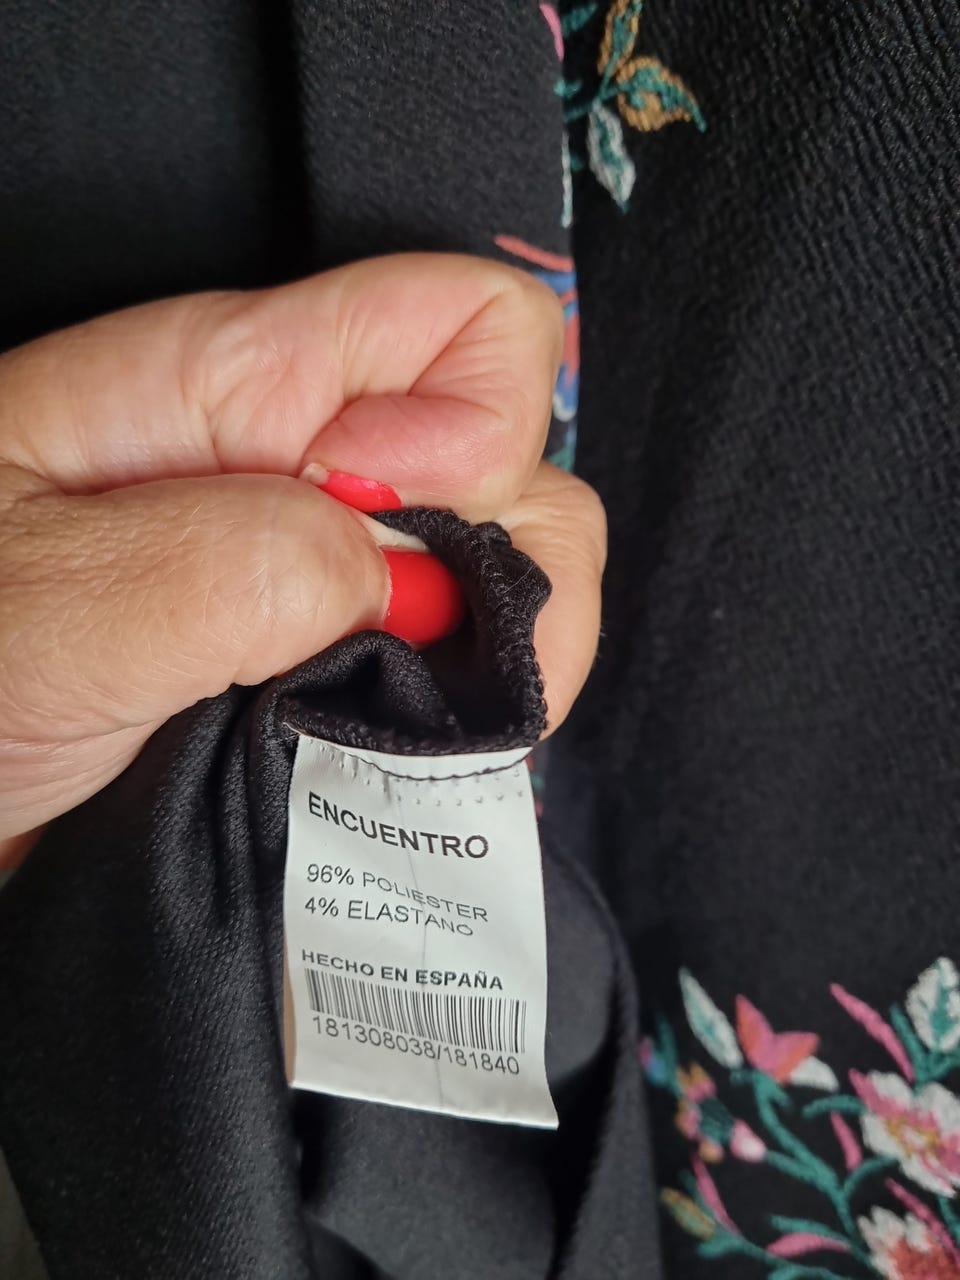 ENCUENTRO
96% POLIESTER
4% ELASTANO
HECHO EN ESPAÑA
181308038/181840